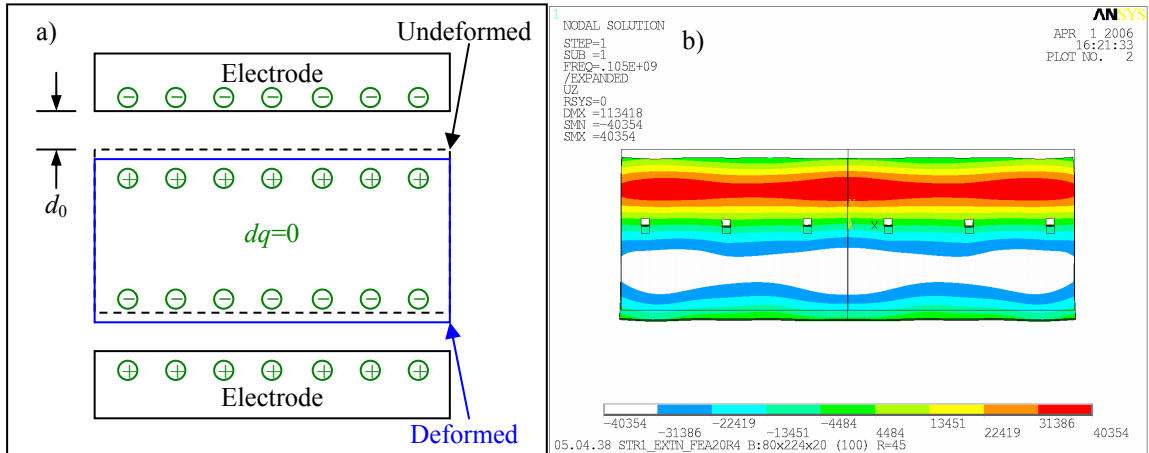 a)
Undeformed
Electrode
d0
dq=0
Electrode
Deformed
1
NODAL SOLUTION
STEP=1
SUB =1
FREQ=.105E+09
/EXPANDED
UZ
RSYS=0
DMX =113418
SMN =-40354
SMX =40354
b)
ANSYS
APR 1 2006
16:21:33
PLOT NO. 2
X
-40354 -22419 -4484 13451 31386
-31386 -13451 4484 22419 40354
05.04.38 STR1_EXTN_FEA20R4 B:80x224x20 (100) R=45